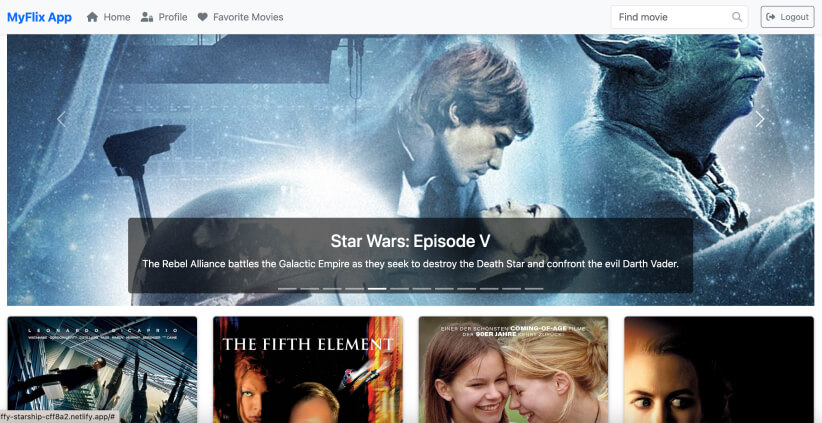 MyFlix App Home Profile Favorite Movies Find movie Logout
Star Wars: Episode V
The Rebel Alliance battles the Galactic Empire as they seek to destroy the Death Star and confront the evil Darth Vader.
LEONARDO DICAPRIO
THE FIFTH ELEMENT
EINER DER SCHÖNSTEN COMING-OF-AGE FILME
DER 90ER JAHRE KEHRT ZURÜCK!
ffy-starship-cff8a2.netlify.app/#